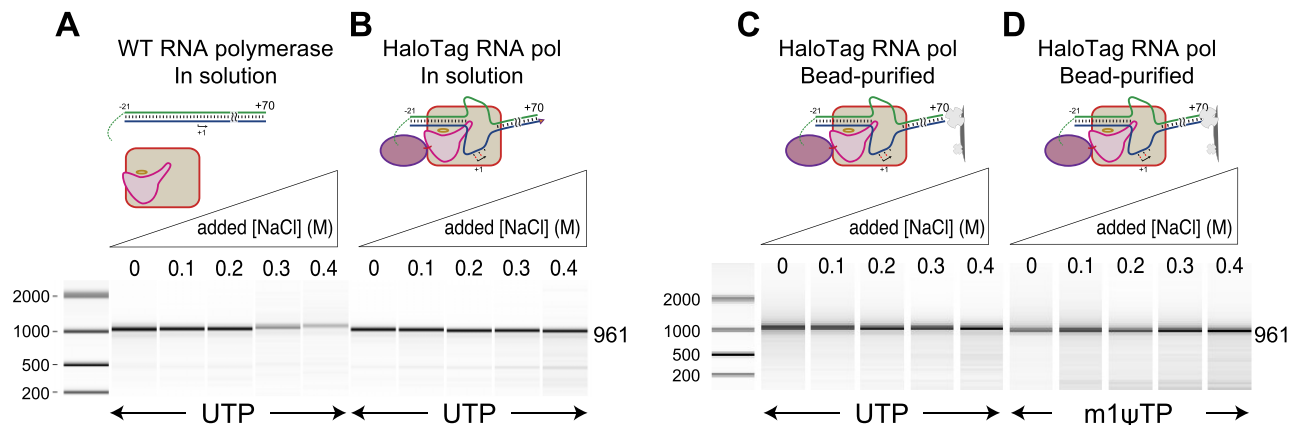 A
WT RNA polymerase
In solution
-21
+70
+1
added [NaCl] (M)
0 0.1 0.2 0.3 0.4
2000
1000
500
200
UTP
B
HaloTag RNA pol
In solution
-21
+70
+1
added [NaCl] (M)
0 0.1 0.2 0.3 0.4
961
UTP
C
HaloTag RNA pol
Bead-purified
-21
+70
+1
added [NaCl] (M)
0 0.1 0.2 0.3 0.4
2000
1000
500
200
UTP
D
HaloTag RNA pol
Bead-purified
-21
+70
+1
added [NaCl] (M)
0 0.1 0.2 0.3 0.4
961
m1ψTP